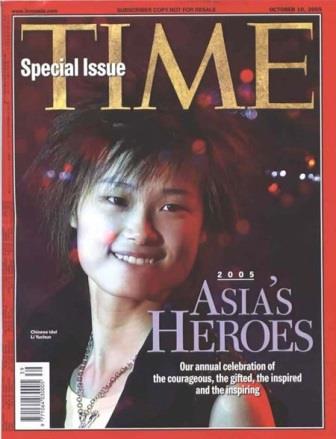 www.timeasia.com SUBSCRIBER COPY NOT FOR RESALE OCTOBER 10, 2005
TIME
Special Issue
2005
ASIA'S
HEROES
Our annual celebration of
the courageous, the gifted, the inspired
and the inspiring
Chinese idol
Li Yuchun